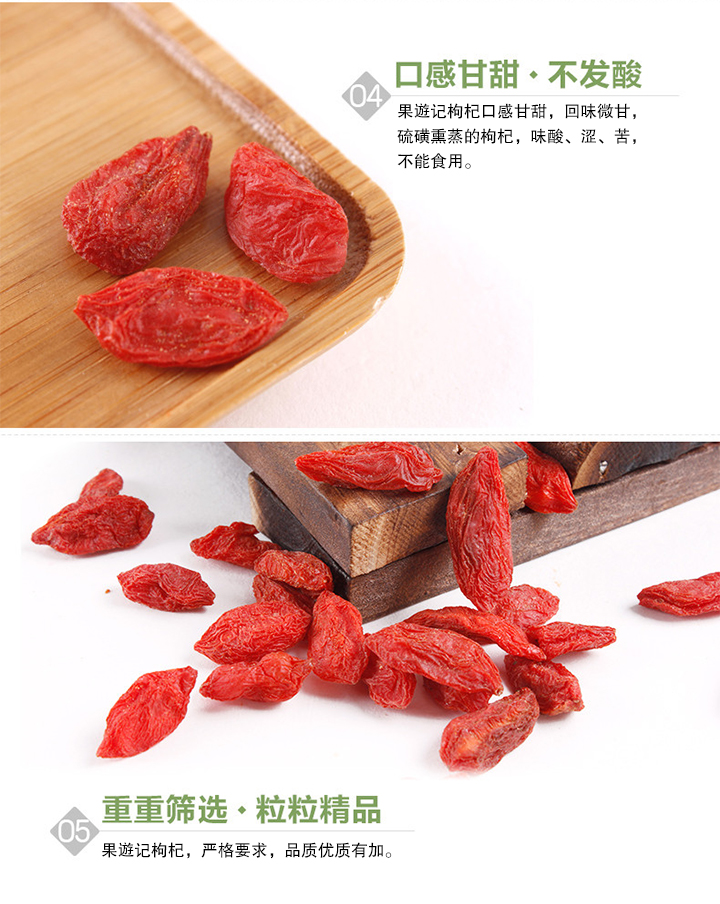 04
口感甘甜·不发酸
果遊记枸杞口感甘甜，回味微甘，
硫磺熏蒸的枸杞，味酸、涩、苦，
不能食用。
05
重重筛选·粒粒精品
果遊记枸杞，严格要求，品质优质有加。